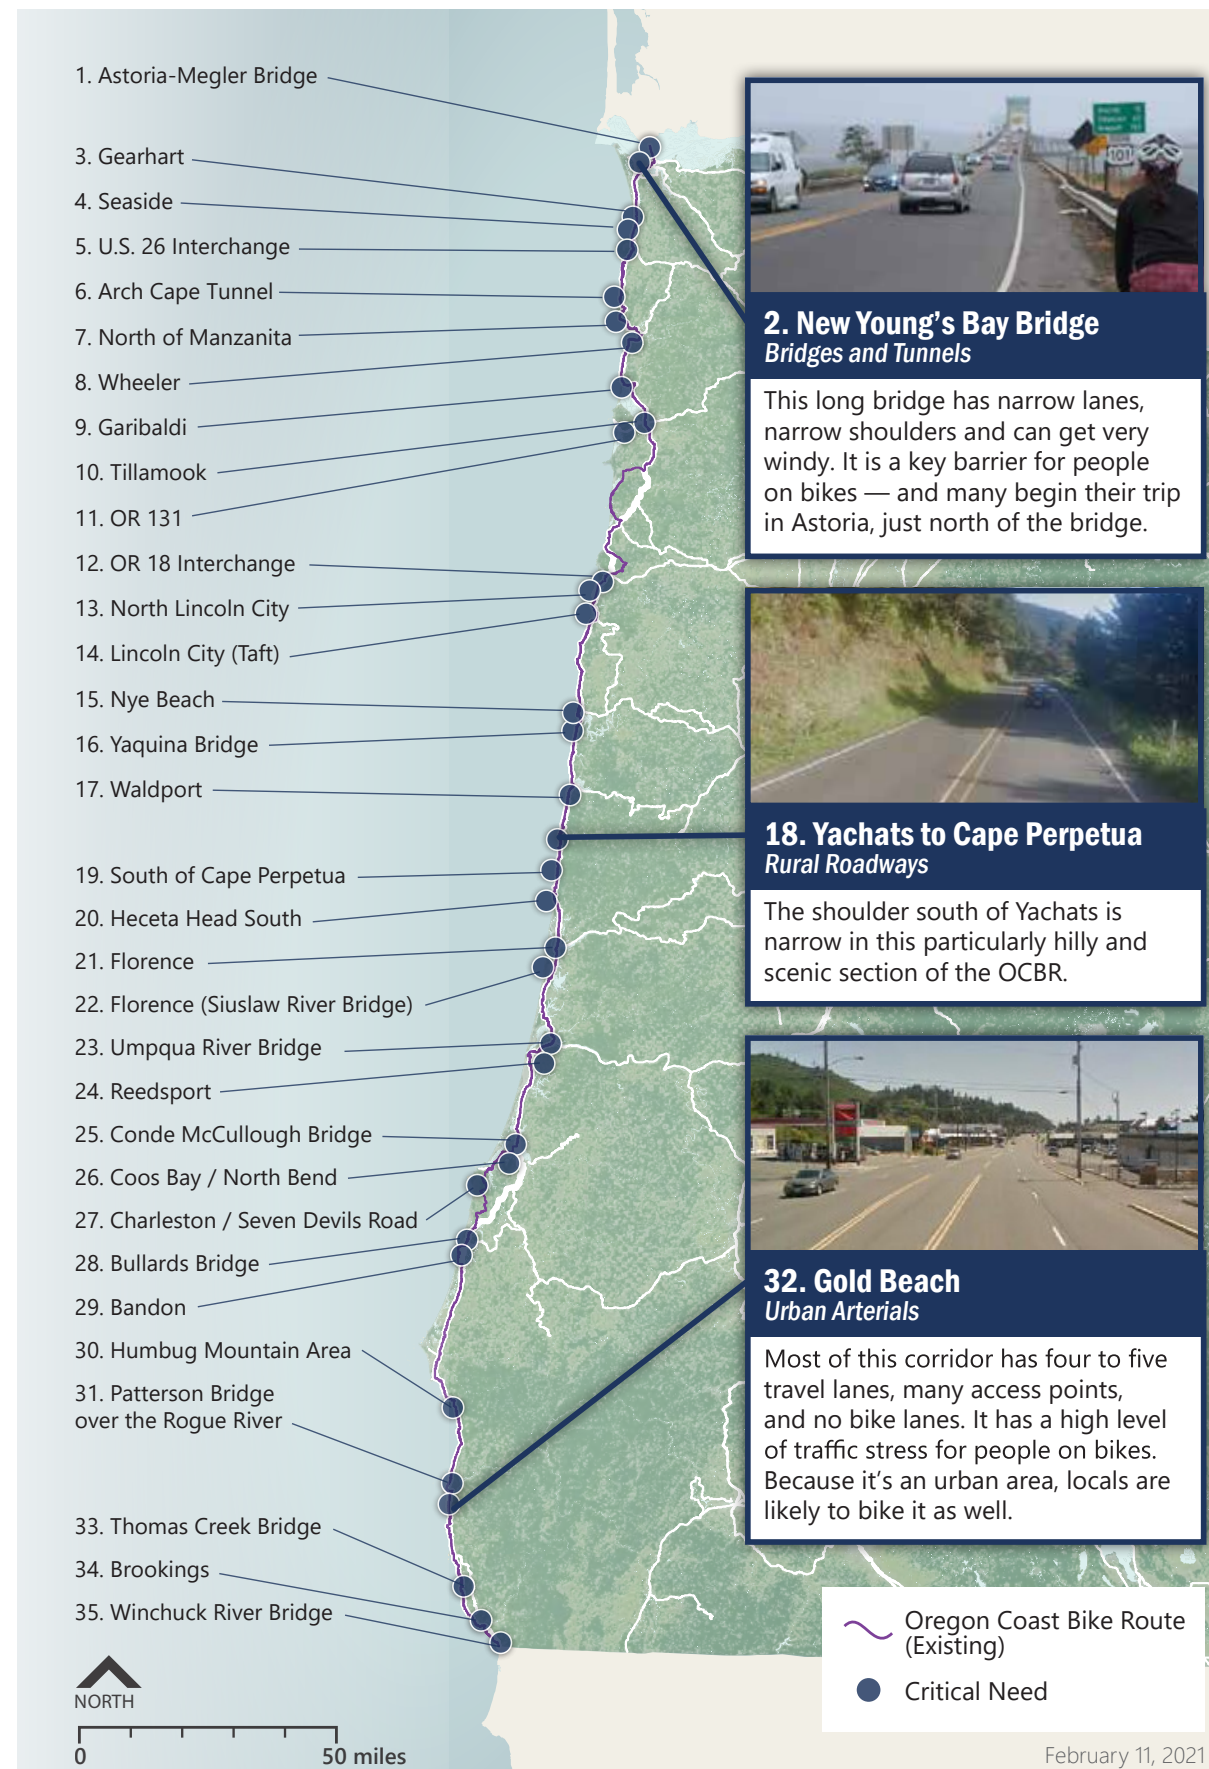 1. Astoria-Megler Bridge
3. Gearhart
4. Seaside
5. U.S. 26 Interchange
6. Arch Cape Tunnel
7. North of Manzanita
8. Wheeler
9. Garibaldi
10. Tillamook
11. OR 131
12. OR 18 Interchange
13. North Lincoln City
14. Lincoln City (Taft)
15. Nye Beach
16. Yaquina Bridge
17. Waldport
19. South of Cape Perpetua
20. Heceta Head South
21. Florence
22. Florence (Siuslaw River Bridge)
23. Umpqua River Bridge
24. Reedsport
25. Conde McCullough Bridge
26. Coos Bay / North Bend
27. Charleston / Seven Devils Road
28. Bullards Bridge
29. Bandon
30. Humbug Mountain Area
31. Patterson Bridge
over the Rogue River
33. Thomas Creek Bridge
34. Brookings
35. Winchuck River Bridge
NORTH
0 50 miles
101
2. New Young's Bay Bridge
Bridges and Tunnels
This long bridge has narrow lanes,
narrow shoulders and can get very
windy. It is a key barrier for people
on bikes — and many begin their trip
in Astoria, just north of the bridge.
18. Yachats to Cape Perpetua
Rural Roadways
The shoulder south of Yachats is
narrow in this particularly hilly and
scenic section of the OCBR.
32. Gold Beach
Urban Arterials
Most of this corridor has four to five
travel lanes, many access points,
and no bike lanes. It has a high level
of traffic stress for people on bikes.
Because it's an urban area, locals are
likely to bike it as well.
Oregon Coast Bike Route
(Existing)
Critical Need
February 11, 2021